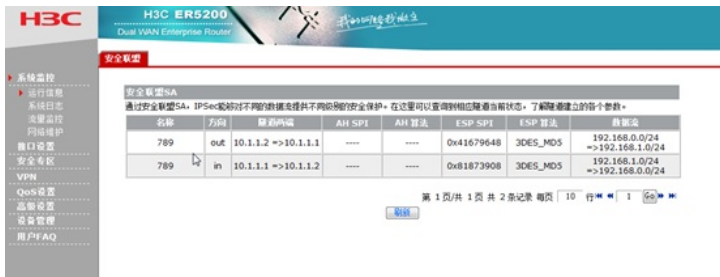 H3C
H3C ER5200
Dual WAN Enterprise Router
我的网络我做主
安全联盟
系统监控
运行信息
系统日志
流量监控
网络维护
接口设置
安全专区
VPN
QoS设置
高级设置
设备管理
用户FAQ
安全联盟SA
通过安全联盟SA，IPSec能够对不同的数据流提供不同级别的安全保护。在这里可以查询到相应隧道当前状态，了解隧道建立的各个参数。
名称 方向 隧道两端 AH SPI AH 算法 ESP SPI ESP 算法 数据流
789 out 10.1.1.2 =>10.1.1.1 ---- ---- 0x41679648 3DES_MD5 192.168.0.0/24 =>192.168.1.0/24
789 in 10.1.1.1 =>10.1.1.2 ---- ---- 0x81873908 3DES_MD5 192.168.1.0/24 =>192.168.0.0/24
第 1 页/共 1 页 共 2 条记录 每页 10 行 1 Go
刷新